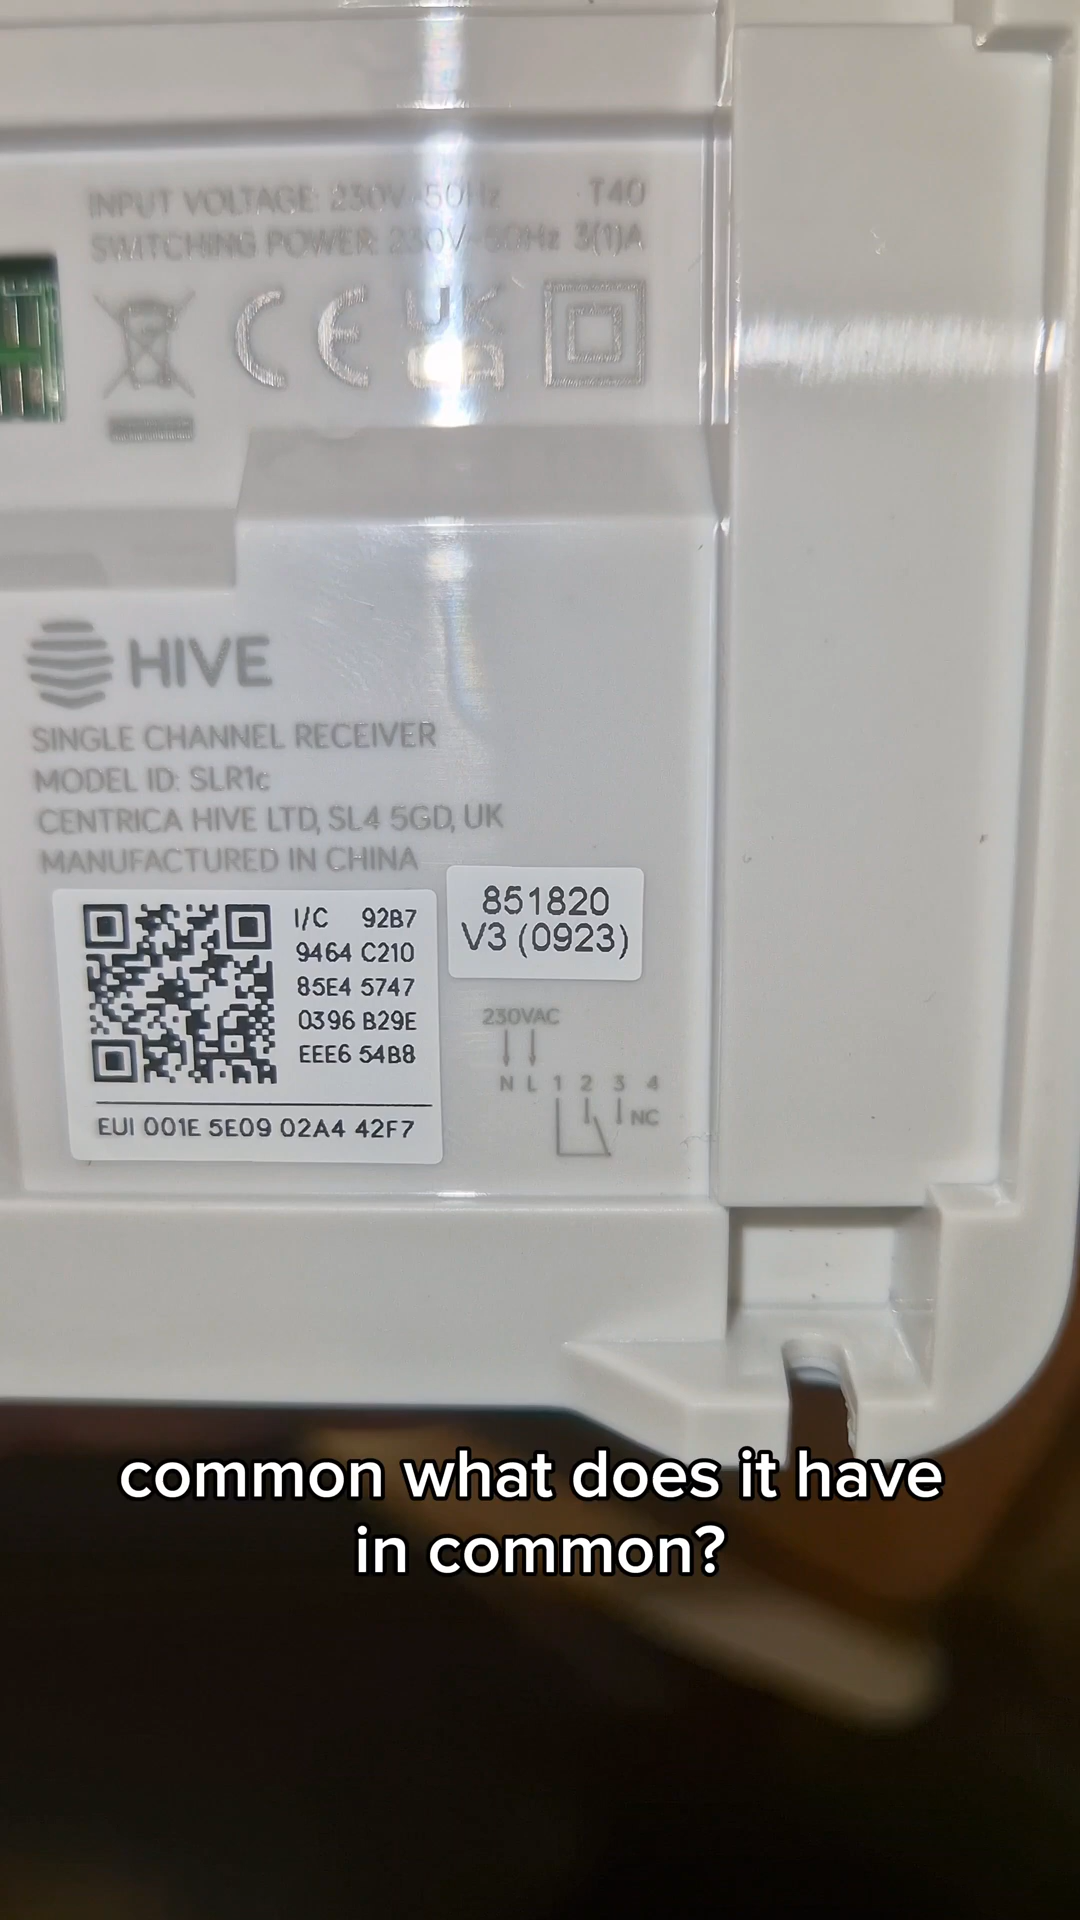 INPUT VOLTAGE: 230V~50Hz T40
SWITCHING POWER: 230V~50Hz 3(1)A
CE UK CA
HIVE
SINGLE CHANNEL RECEIVER
MODEL ID: SLR1c
CENTRICA HIVE LTD, SL4 5GD, UK
MANUFACTURED IN CHINA
I/C 92B7
9464 C210
85E4 5747
0396 B29E
EEE6 54B8
EUI 001E 5E09 02A4 42F7
851820
V3 (0923)
230VAC
N L 1 2 3 4
NC
common what does it have
in common?